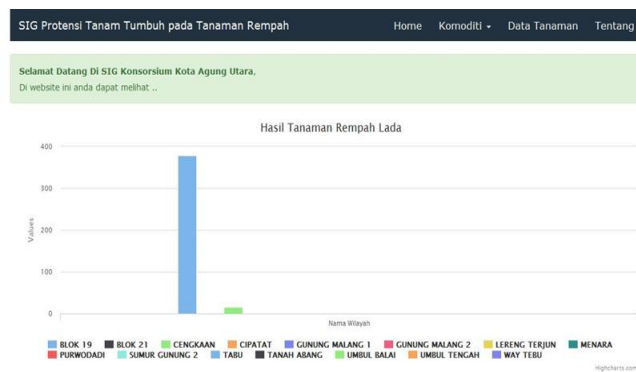 SIG Protensi Tanam Tumbuh pada Tanaman Rempah Home Komoditi Data Tanaman Tentang
Selamat Datang Di SIG Konsorsium Kota Agung Utara,
Di website ini anda dapat melihat ..
Hasil Tanaman Rempah Lada
400
300
200
100
0
Values
Nama Wilayah
BLOK 19 BLOK 21 CENGKAAN CIPATAT GUNUNG MALANG 1 GUNUNG MALANG 2 LERENG TERJUN MENARA
PURWODADI SUMUR GUNUNG 2 TABU TANAH ABANG UMBUL BALAI UMBUL TENGAH WAY TEBU
Highcharts.com